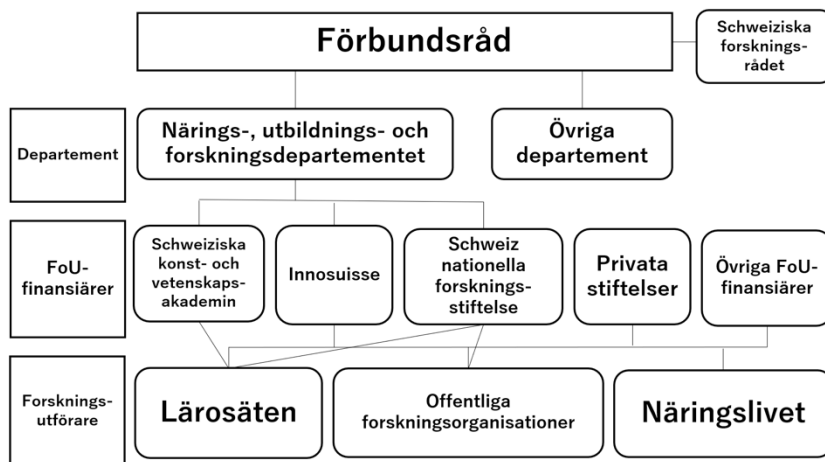 Förbundsråd
Schweiziska
forsknings-
rådet
Departement
Närings-, utbildnings- och
forskningsdepartementet
Övriga
departement
FoU-
finansiärer
Schweiziska
konst- och
vetenskaps-
akademin
Innosuisse
Schweiz
nationella
forsknings-
stiftelse
Privata
stiftelser
Övriga FoU-
finansiärer
Forsknings-
utförare
Lärosäten
Offentliga
forskningsorganisationer
Näringslivet